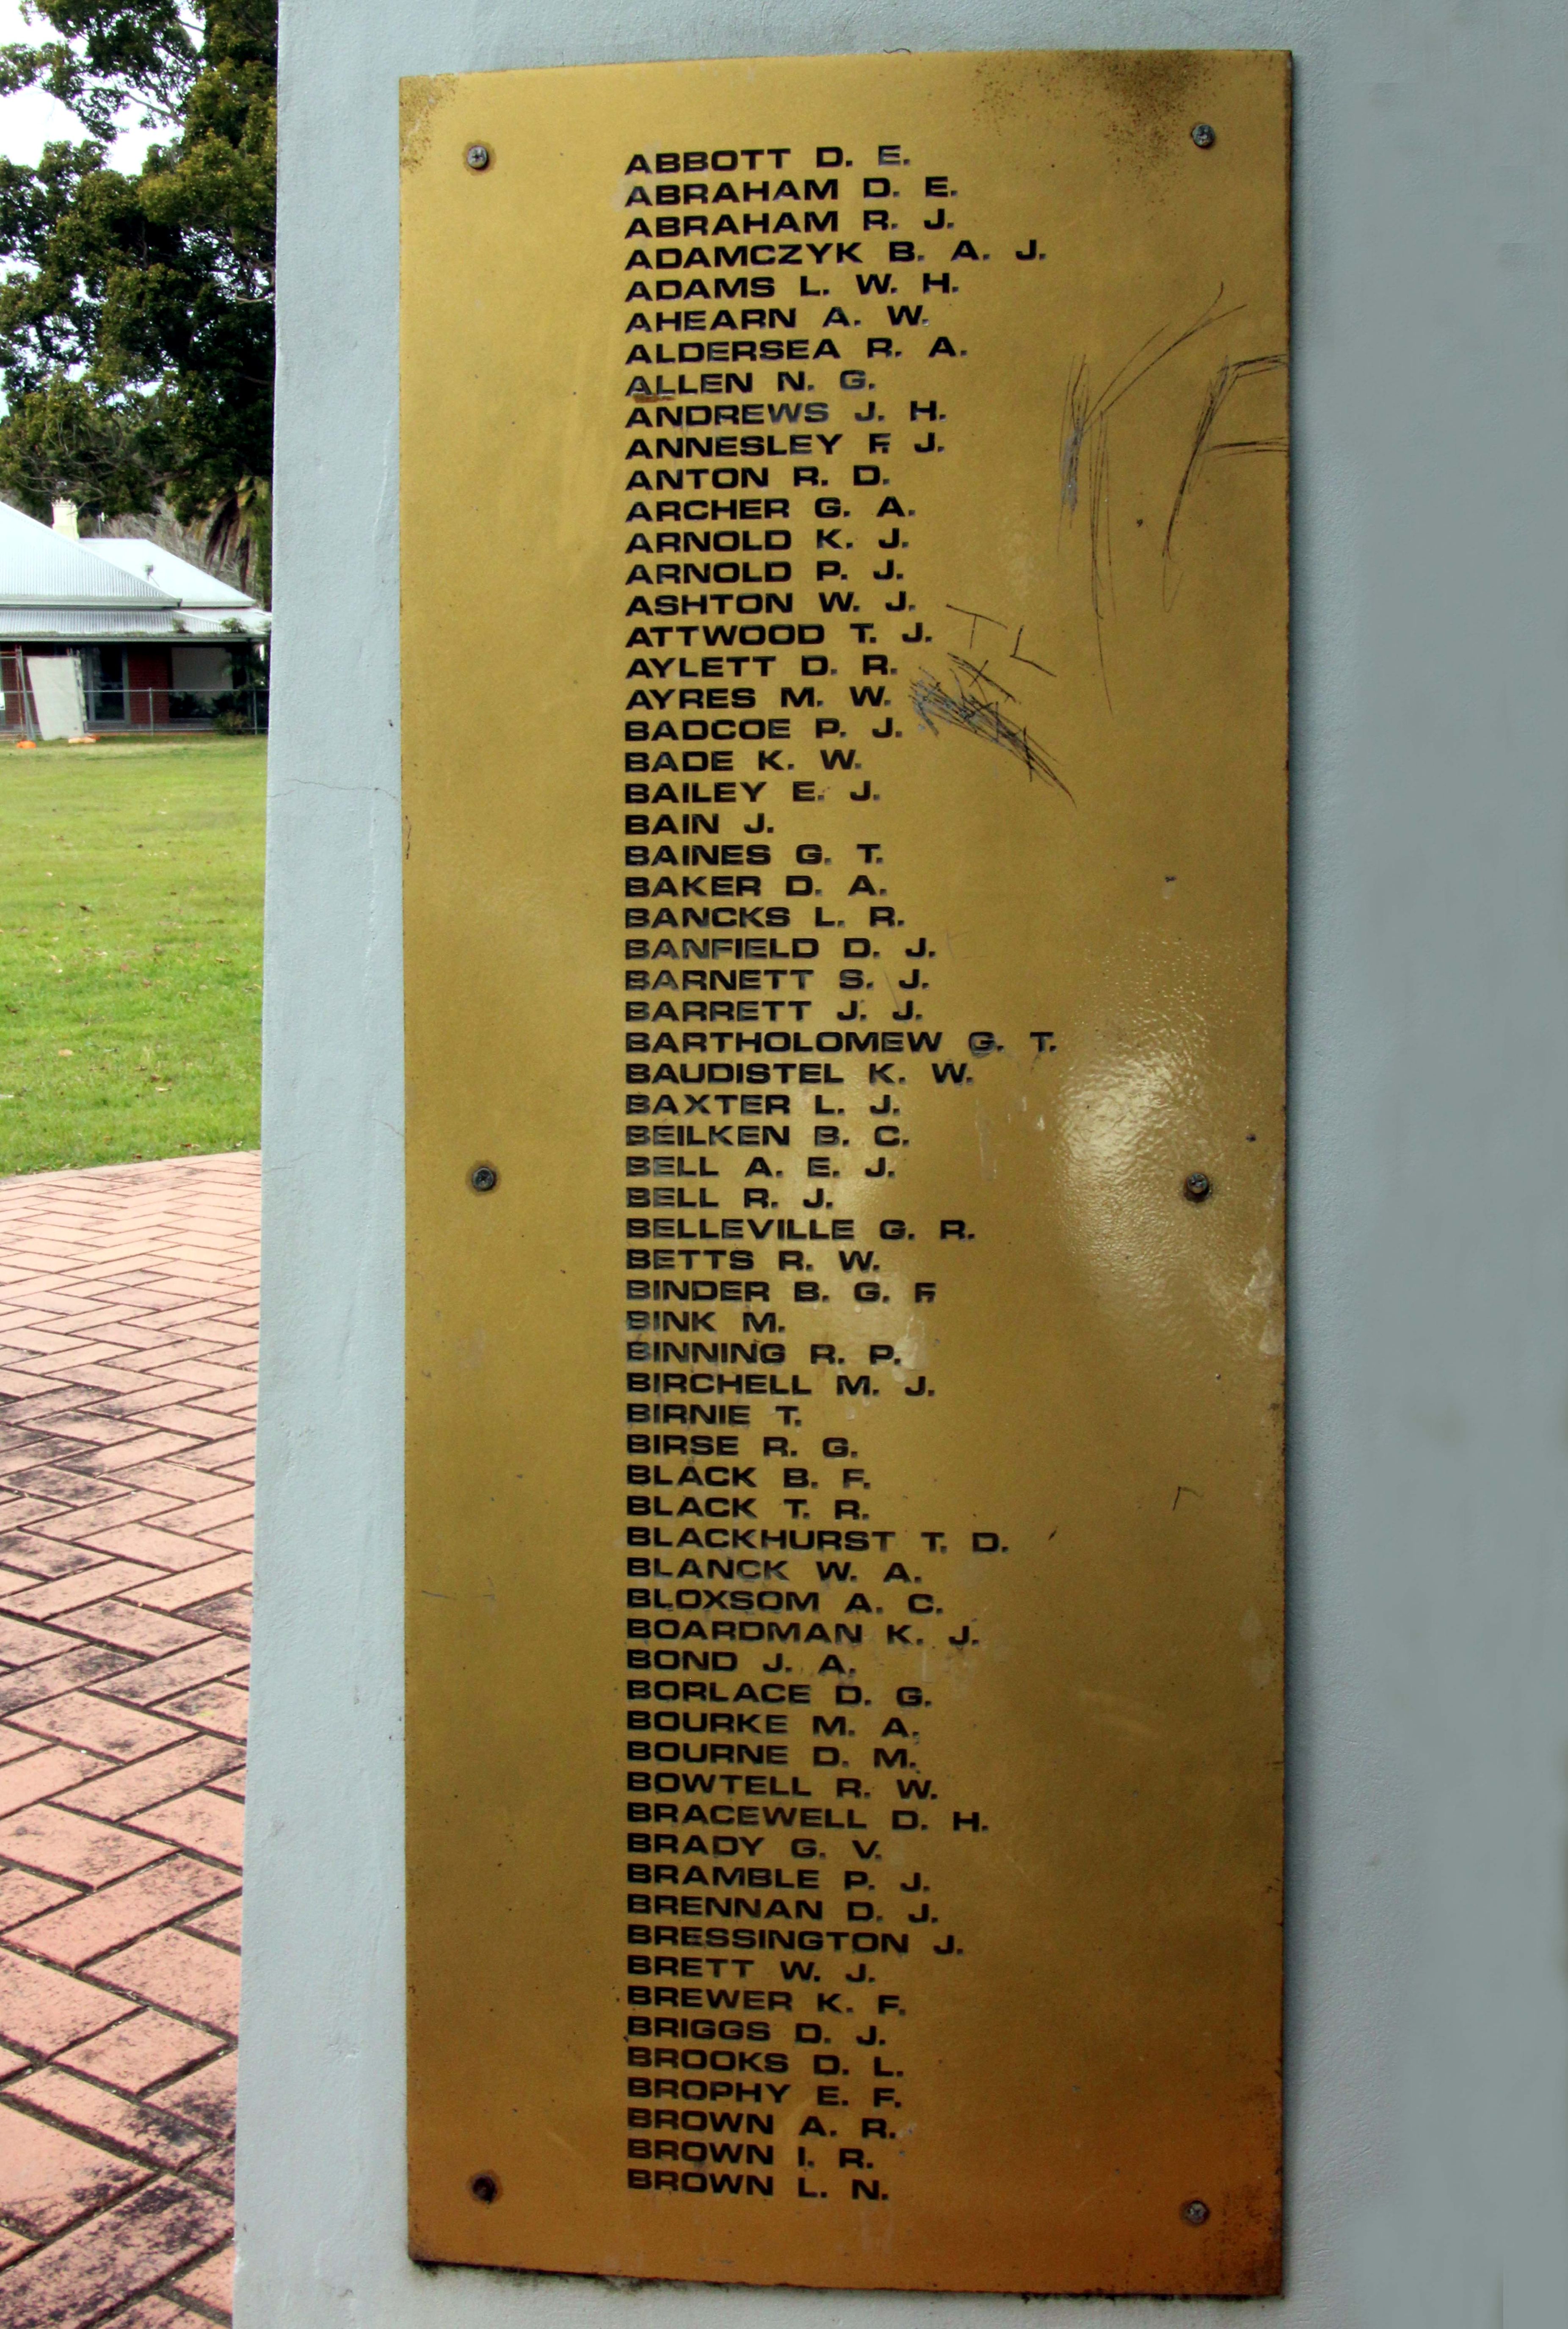 ABBOTT D. E.
ABRAHAM D. E.
ABRAHAM R. J.
ADAMCZYK B. A. J.
ADAMS L. W. H.
AHEARN A. W.
ALDERSEA R. A.
ALLEN N. G.
ANDREWS J. H.
ANNESLEY F. J.
ANTON R. D.
ARCHER G. A.
ARNOLD K. J.
ARNOLD P. J.
ASHTON W. J.
ATTWOOD T. J.
TL
AYLETT D. R.
AYRES M. W.
BADCOE P. J.
BADE K. W.
BAILEY E. J.
BAIN J.
BAINES G. T.
BAKER D. A.
BANCKS L. R.
BANFIELD D. J.
BARNETT S. J.
BARRETT J. J.
BARTHOLOMEW G. T.
BAUDISTEL K. W.
BAXTER L. J.
BEILKEN B. C.
BELL A. E. J.
BELL R. J.
BELLEVILLE G. R.
BETTS R. W.
BINDER B. G. F.
BINK M.
BINNING R. P.
BIRCHELL M. J.
BIRNIE T.
BIRSE R. G.
BLACK B. F.
BLACK T. R.
BLACKHURST T. D.
BLANCK W. A.
BLOXSOM A. C.
BOARDMAN K. J.
BOND J. A.
BORLACE D. G.
BOURKE M. A.
BOURNE D. M.
BOWTELL R. W.
BRACEWELL D. H.
BRADY G. V.
BRAMBLE P. J.
BRENNAN D. J.
BRESSINGTON J.
BRETT W. J.
BREWER K. F.
BRIGGS D. J.
BROOKS D. L.
BROPHY E. F.
BROWN A. R.
BROWN I. R.
BROWN L. N.